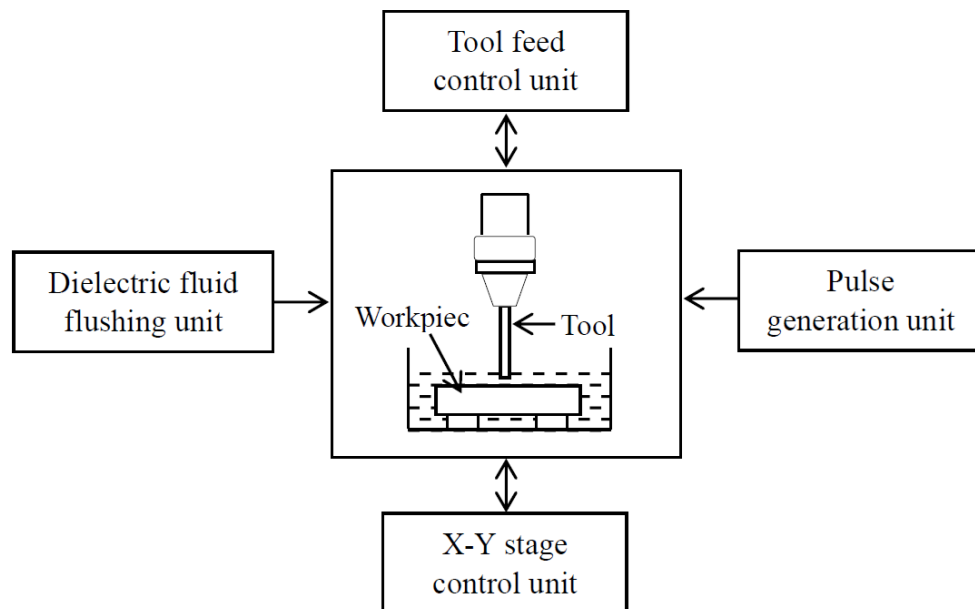 Tool feed
control unit
Dielectric fluid
flushing unit
Workpiec
Tool
Pulse
generation unit
X-Y stage
control unit